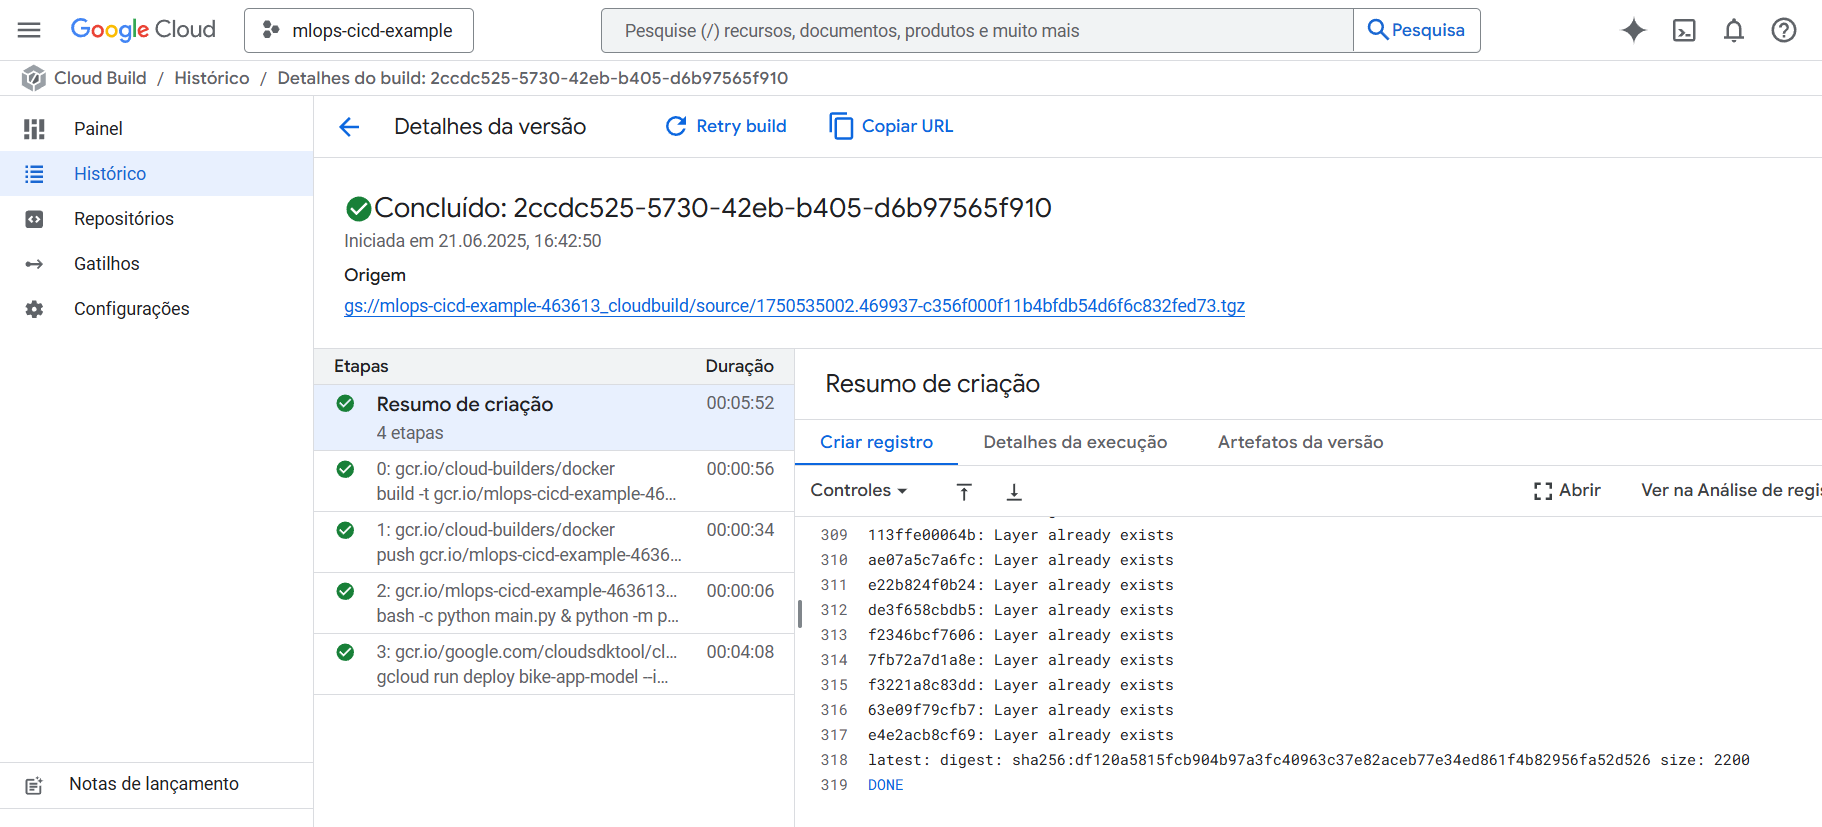 Google Cloud
mlops-cicd-example
Pesquise (/) recursos, documentos, produtos e muito mais
Pesquisa
Cloud Build / Histórico / Detalhes do build: 2ccdc525-5730-42eb-b405-d6b97565f910
Painel
Histórico
Repositórios
Gatilhos
Configurações
Notas de lançamento
Detalhes da versão
Retry build
Copiar URL
Concluído: 2ccdc525-5730-42eb-b405-d6b97565f910
Iniciada em 21.06.2025, 16:42:50
Origem
gs://mlops-cicd-example-463613_cloudbuild/source/1750535002.469937-c356f000f11b4bfdb54d6f6c832fed73.tgz
Etapas Duração
Resumo de criação 00:05:52
4 etapas
0: gcr.io/cloud-builders/docker 00:00:56
build -t gcr.io/mlops-cicd-example-46...
1: gcr.io/cloud-builders/docker 00:00:34
push gcr.io/mlops-cicd-example-4636...
2: gcr.io/mlops-cicd-example-463613... 00:00:06
bash -c python main.py & python -m p...
3: gcr.io/google.com/cloudsdktool/cl... 00:04:08
gcloud run deploy bike-app-model --i...
Resumo de criação
Criar registro Detalhes da execução Artefatos da versão
Controles Abrir Ver na Análise de regis
309 113ffe00064b: Layer already exists
310 ae07a5c7a6fc: Layer already exists
311 e22b824f0b24: Layer already exists
312 de3f658cbdb5: Layer already exists
313 f2346bcf7606: Layer already exists
314 7fb72a7d1a8e: Layer already exists
315 f3221a8c83dd: Layer already exists
316 63e09f79cfb7: Layer already exists
317 e4e2acb8cf69: Layer already exists
318 latest: digest: sha256:df120a5815fcb904b97a3fc40963c37e82aceb77e34ed861f4b82956fa52d526 size: 2200
319 DONE